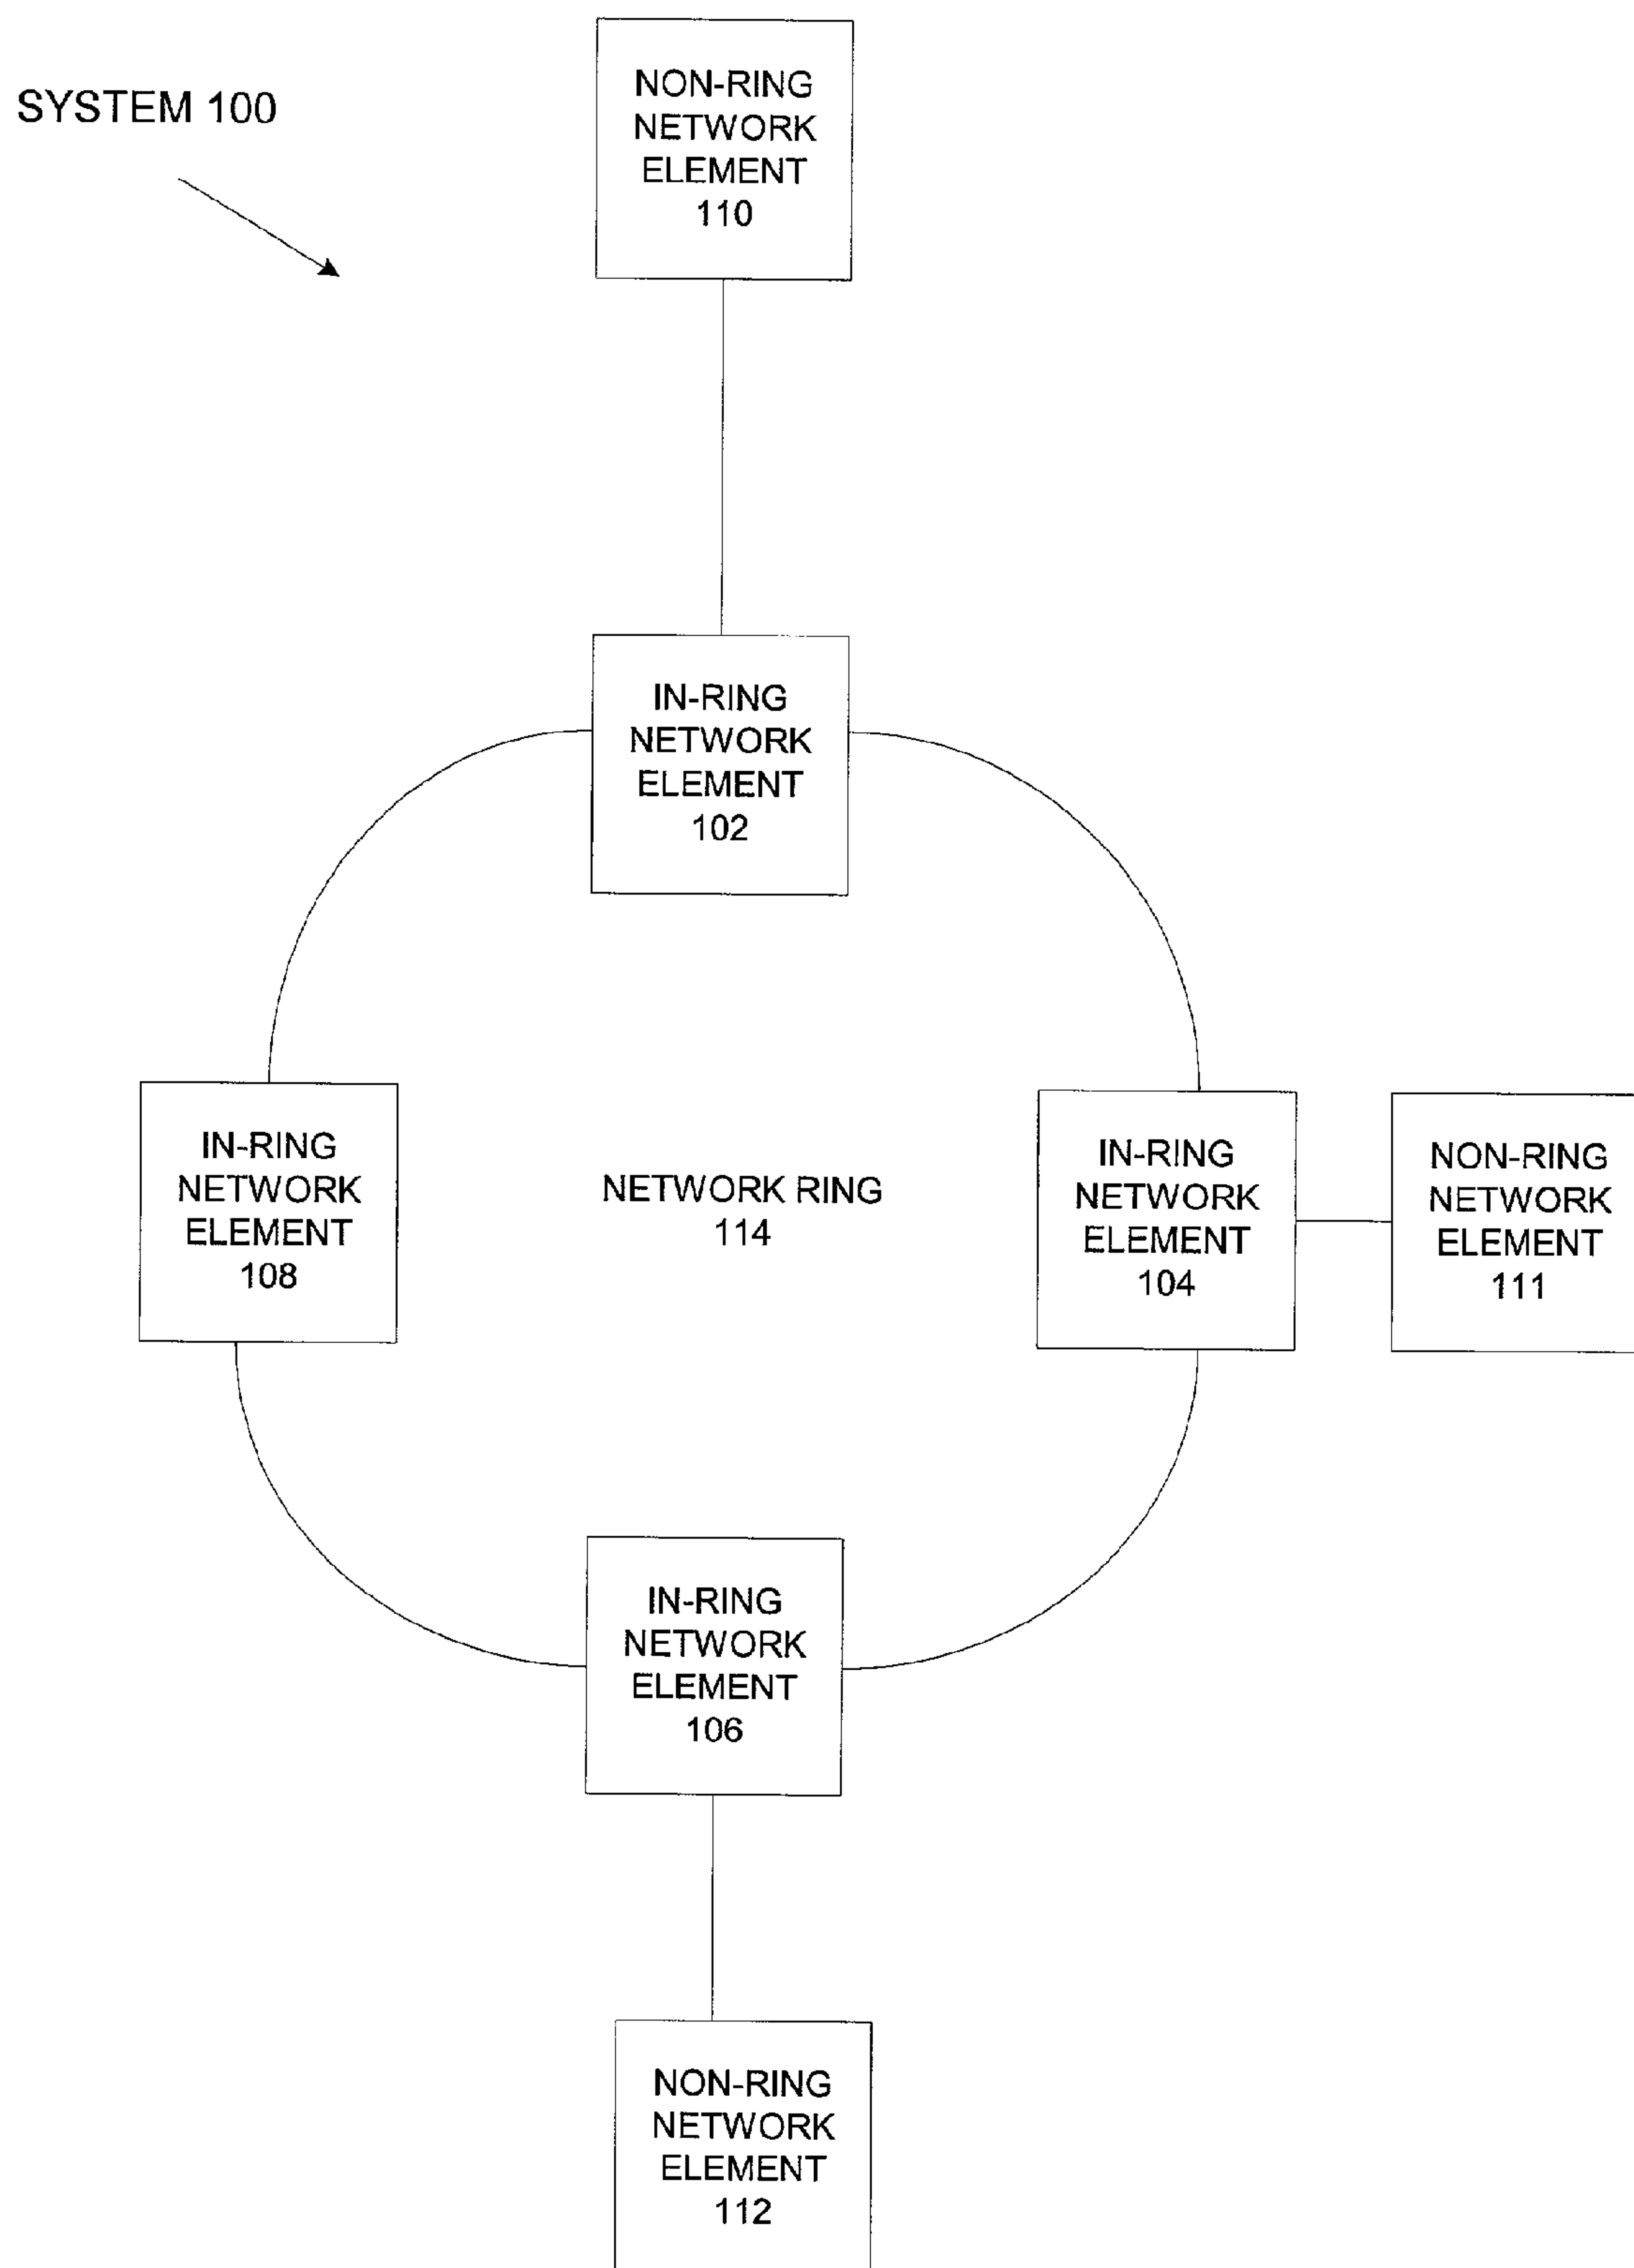 SYSTEM 100
NON-RING
NETWORK
ELEMENT
110
IN-RING
NETWORK
ELEMENT
102
IN-RING
NETWORK
ELEMENT
108
NETWORK RING
114
IN-RING
NETWORK
ELEMENT
104
NON-RING
NETWORK
ELEMENT
111
IN-RING
NETWORK
ELEMENT
106
NON-RING
NETWORK
ELEMENT
112